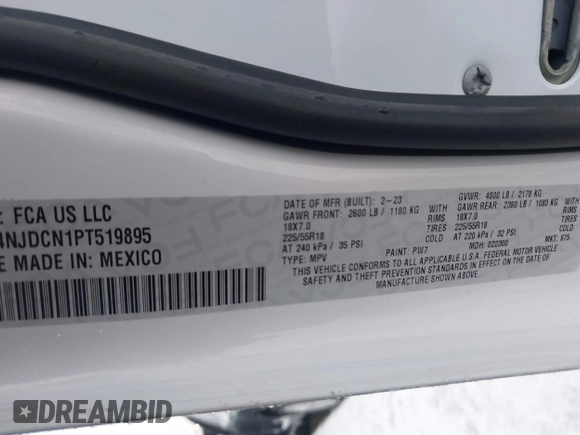 : FCA US LLC
NJDCN1PT519895
E MADE IN: MEXICO
DATE OF MFR (BUILT): 2-23 GVWR: 4800 LB / 2178 KG
GAWR FRONT: 2600 LB / 1180 KG WITH GAWR REAR: 2380 LB / 1080 KG WITH
18X7.0 RIMS 18X7.0 RIMS
225/55R18 TIRES 225/55R18 TIRES
AT 240 kPa / 35 PSI COLD AT 220 kPa / 32 PSI COLD
TYPE: MPV PAINT: PW7 MDH: 022300 MKT: 875
THIS VEHICLE CONFORMS TO ALL APPLICABLE U.S.A. FEDERAL MOTOR VEHICLE
SAFETY AND THEFT PREVENTION STANDARDS IN EFFECT ON THE DATE OF
MANUFACTURE SHOWN ABOVE
DREAMBID